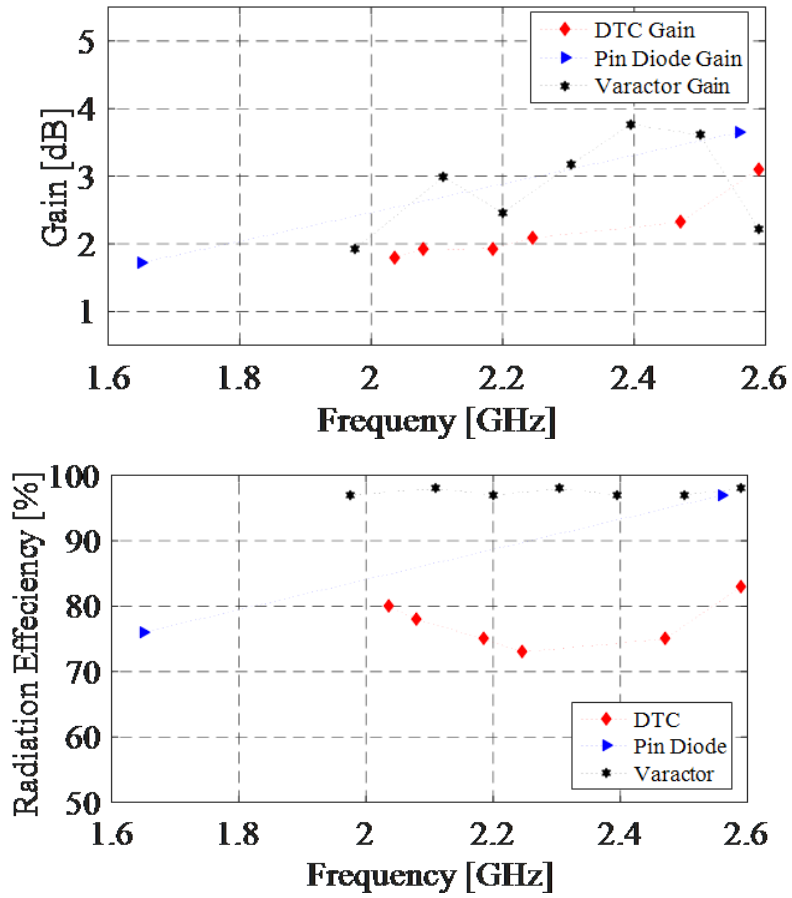 5
4
3
2
1
Gain [dB]
DTC Gain
Pin Diode Gain
Varactor Gain
1.6 1.8 2 2.2 2.4 2.6
Frequeny [GHz]
100
90
80
70
60
50
Radiation Effeciency [%]
DTC
Pin Diode
Varactor
1.6 1.8 2 2.2 2.4 2.6
Frequency [GHz]